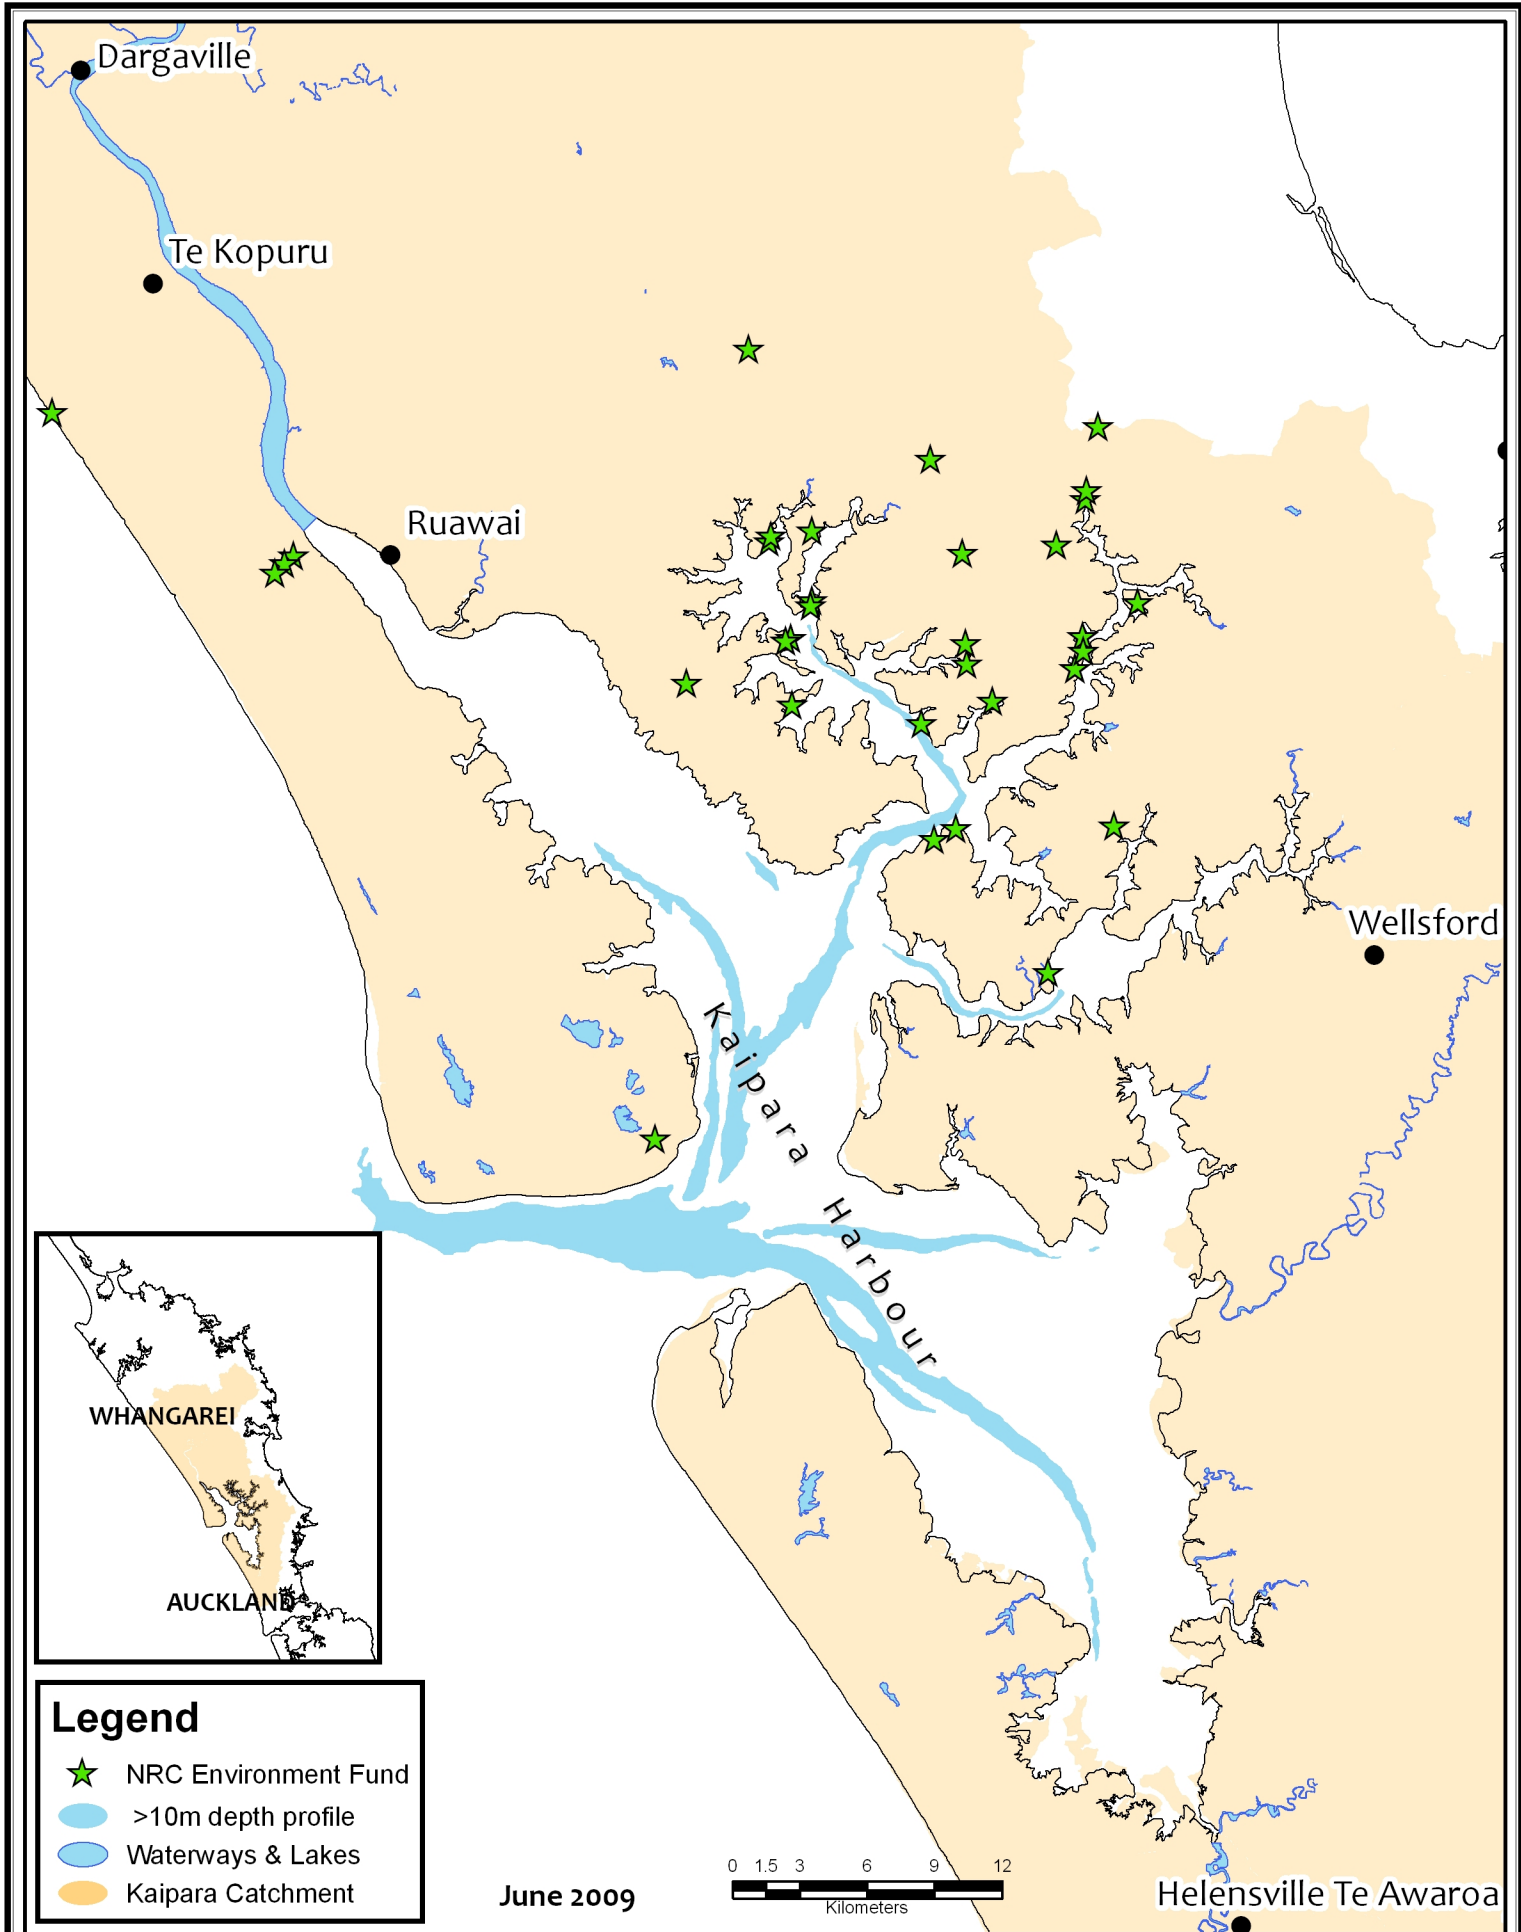 Dargaville
Te Kopuru
Ruawai
Wellsford
Kaipara Harbour
WHANGAREI
AUCKLAND
Legend
NRC Environment Fund
>10m depth profile
Waterways & Lakes
Kaipara Catchment
June 2009
0 1.5 3 6 9 12
Kilometers
Helensville Te Awaroa